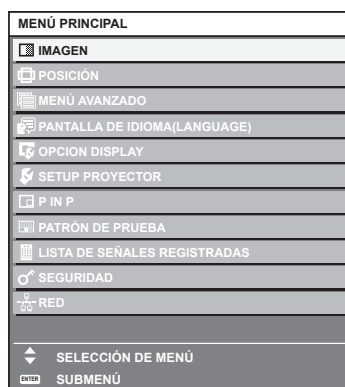 MENÚ PRINCIPAL
IMAGEN
POSICIÓN
MENÚ AVANZADO
PANTALLA DE IDIOMA(LANGUAGE)
OPCION DISPLAY
SETUP PROYECTOR
P IN P
PATRÓN DE PRUEBA
LISTA DE SEÑALES REGISTRADAS
SEGURIDAD
RED
SELECCIÓN DE MENÚ
ENTER SUBMENÚ